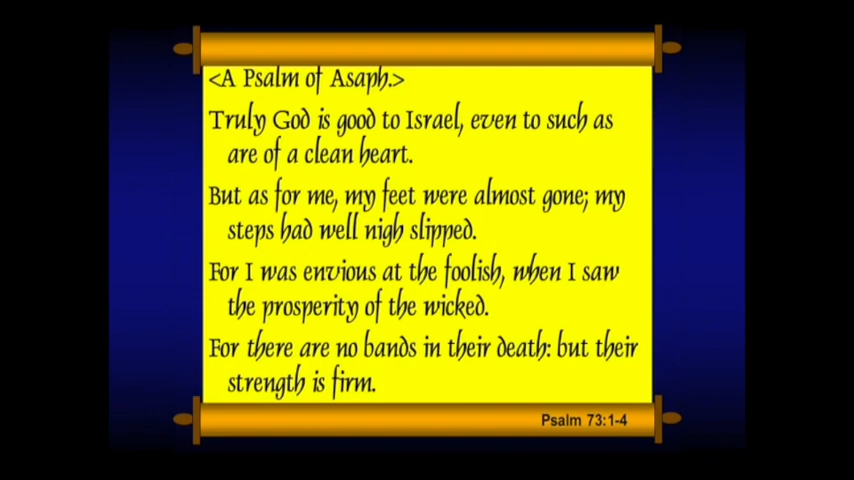 <A Psalm of Asaph.>
Truly God is good to Israel, even to such as
are of a clean heart.
But as for me, my feet were almost gone; my
steps had well nigh slipped.
For I was envious at the foolish, when I saw
the prosperity of the wicked.
For there are no bands in their death: but their
strength is firm.
Psalm 73:1-4